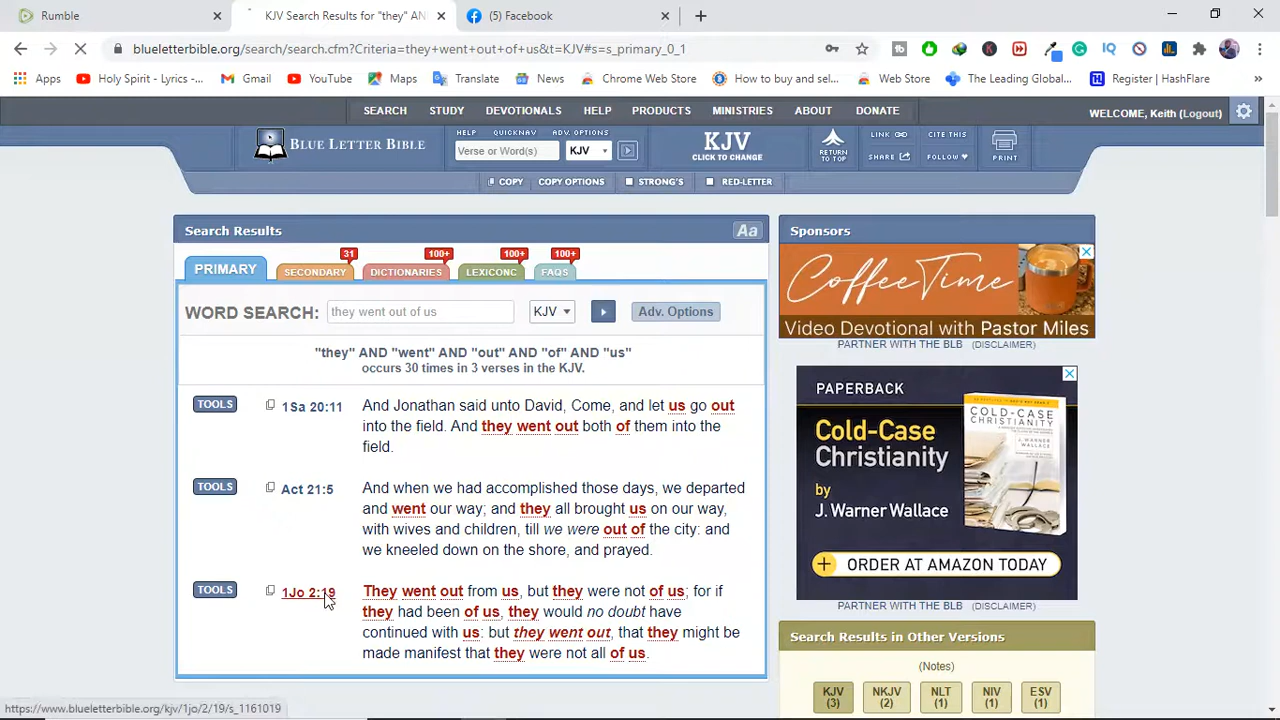 Rumble
KJV Search Results for "they" AN
(5) Facebook
blueletterbible.org/search/search.cfm?Criteria=they+went+out+of+us&t=KJV#s=s_primary_0_1
Apps
Holy Spirit - Lyrics -...
Gmail
YouTube
Maps
Translate
News
Chrome Web Store
How to buy and sel...
Web Store
The Leading Global...
Register | HashFlare
SEARCH STUDY DEVOTIONALS HELP PRODUCTS MINISTRIES ABOUT DONATE
WELCOME, Keith (Logout)
BLUE LETTER BIBLE
HELP QUICKNAV ADV. OPTIONS
Verse or Word(s)
KJV
KJV
CLICK TO CHANGE
RETURN
TO TOP
LINK
CITE THIS
SHARE
FOLLOW
PRINT
COPY COPY OPTIONS STRONG'S RED-LETTER
Search Results
Aa
PRIMARY
SECONDARY
31
DICTIONARIES
100+
LEXICONC
100+
FAQS
100+
WORD SEARCH:
they went out of us
KJV
Adv. Options
"they" AND "went" AND "out" AND "of" AND "us"
occurs 30 times in 3 verses in the KJV.
TOOLS
1Sa 20:11
And Jonathan said unto David, Come, and let us go out
into the field. And they went out both of them into the
field.
TOOLS
Act 21:5
And when we had accomplished those days, we departed
and went our way; and they all brought us on our way,
with wives and children, till we were out of the city: and
we kneeled down on the shore, and prayed.
TOOLS
1Jo 2:19
They went out from us, but they were not of us; for if
they had been of us, they would no doubt have
continued with us: but they went out, that they might be
made manifest that they were not all of us.
Sponsors
CoffeeTime
Video Devotional with Pastor Miles
PARTNER WITH THE BLB (DISCLAIMER)
PAPERBACK
COLD-CASE
CHRISTIANITY
by
J. WARNER
WALLACE
ORDER AT AMAZON TODAY
COLD-CASE
CHRISTIANITY
PARTNER WITH THE BLB (DISCLAIMER)
Search Results in Other Versions
(Notes)
KJV
(3)
NKJV
(2)
NLT
(1)
NIV
(1)
ESV
(1)
https://www.blueletterbible.org/kjv/1jo/2/19/s_1161019